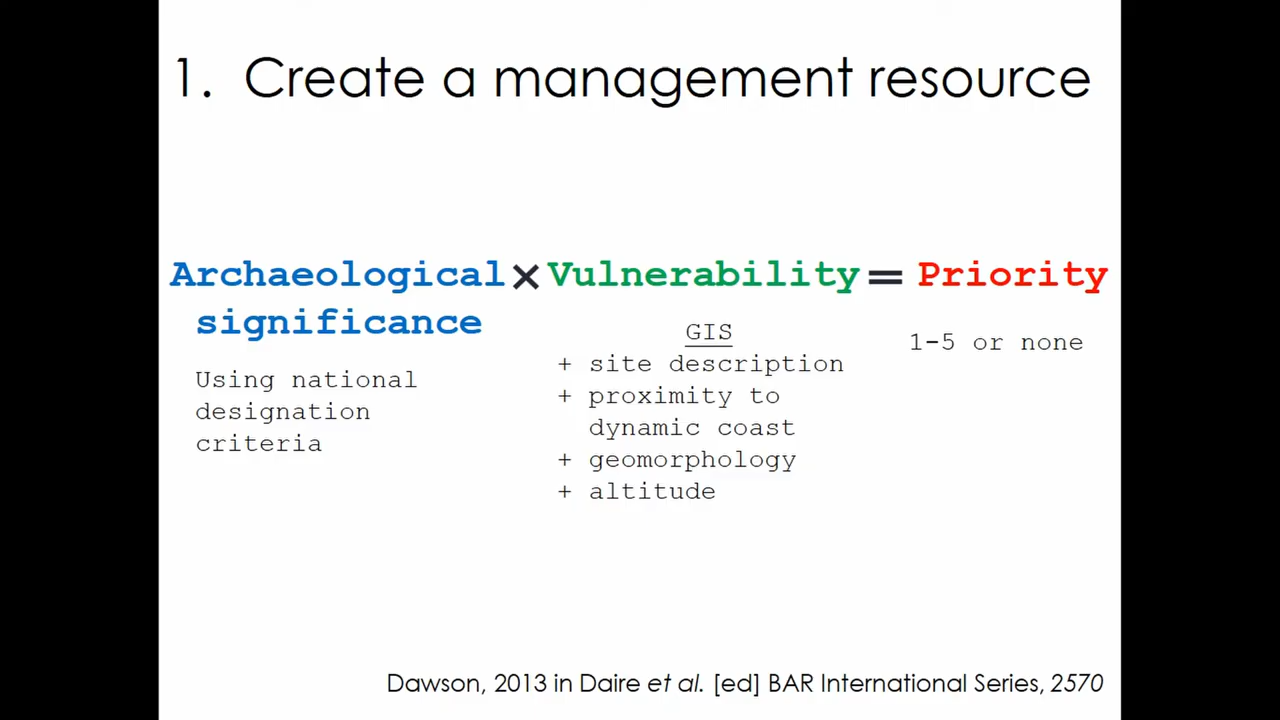 1. Create a management resource
Archaeological × Vulnerability = Priority
significance
GIS
1-5 or none
+ site description
Using national
+ proximity to
designation
dynamic coast
criteria
+ geomorphology
+ altitude
Dawson, 2013 in Daire et al. [ed] BAR International Series, 2570